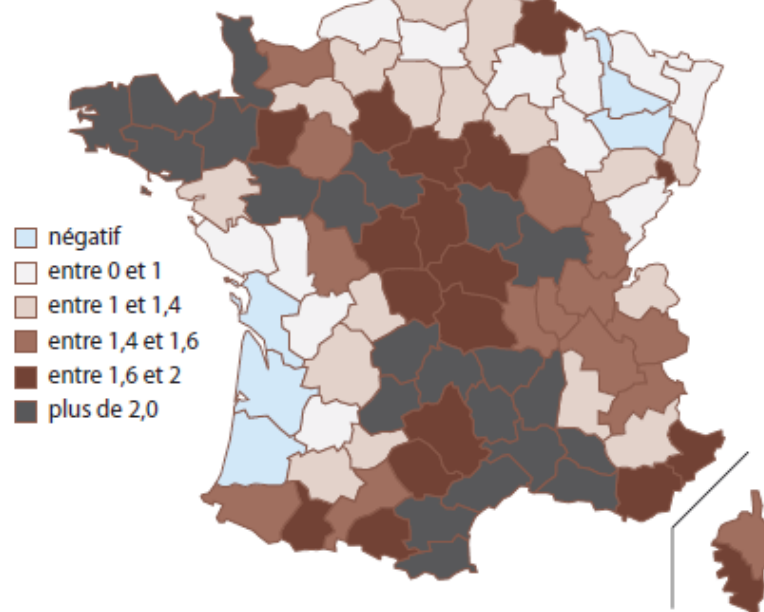 négatif
entre 0 et 1
entre 1 et 1,4
entre 1,4 et 1,6
entre 1,6 et 2
plus de 2,0